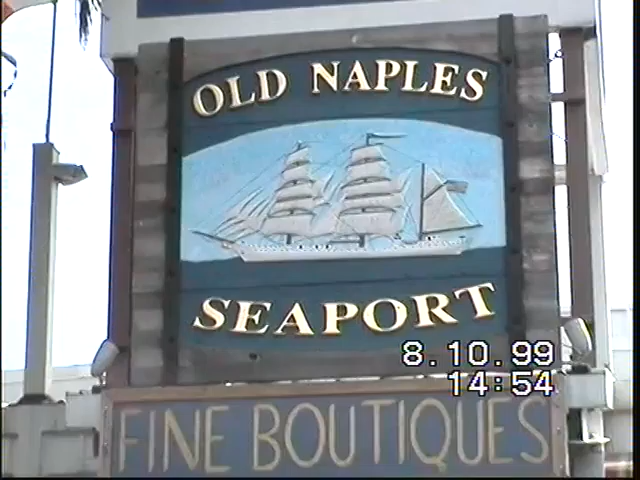 OLD NAPLES
SEAPORT
8.10.99
14:54
FINE BOUTIQUES